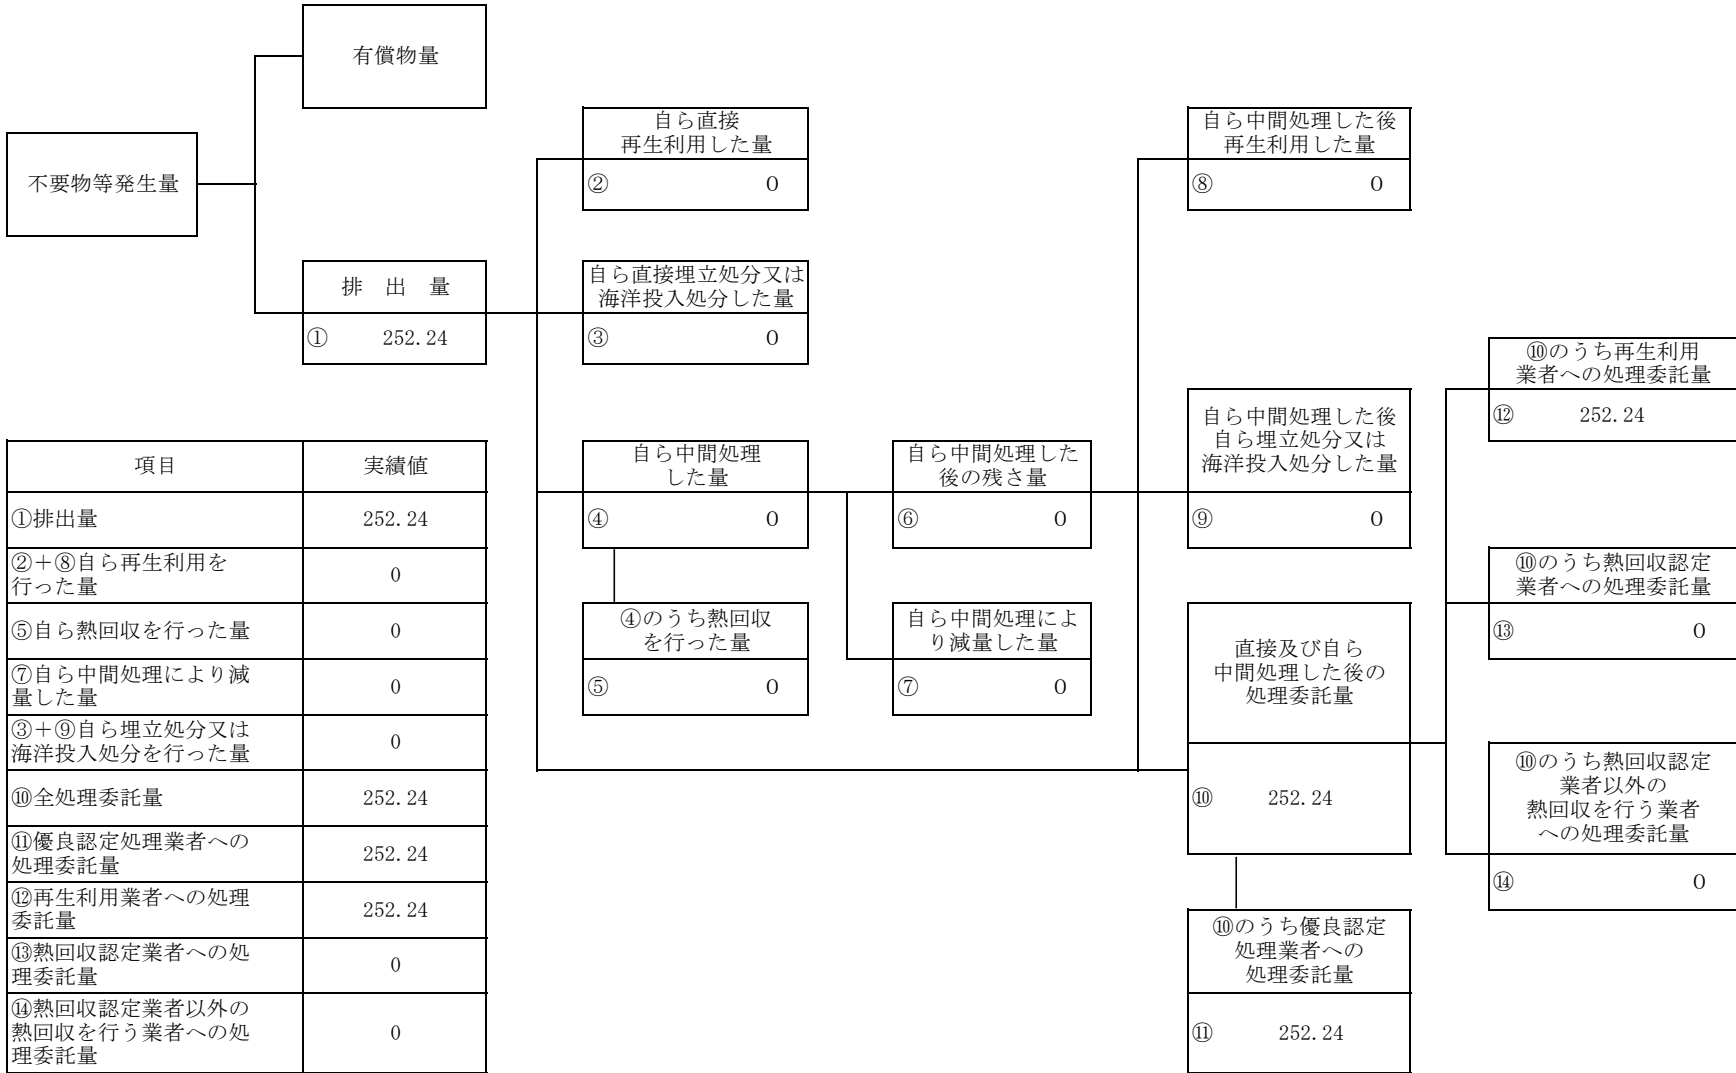 有償物量
不要物等発生量
排　出　量
① 252.24
自ら直接
再生利用した量
② 0
自ら直接埋立処分又は
海洋投入処分した量
③ 0
自ら中間処理
した量
④ 0
④のうち熱回収
を行った量
⑤ 0
自ら中間処理した
後の残さ量
⑥ 0
自ら中間処理によ
り減量した量
⑦ 0
自ら中間処理した後
再生利用した量
⑧ 0
自ら中間処理した後
自ら埋立処分又は
海洋投入処分した量
⑨ 0
直接及び自ら
中間処理した後の
処理委託量
⑩ 252.24
⑩のうち優良認定
処理業者への
処理委託量
⑪ 252.24
⑩のうち再生利用
業者への処理委託量
⑫ 252.24
⑩のうち熱回収認定
業者への処理委託量
⑬ 0
⑩のうち熱回収認定
業者以外の
熱回収を行う業者
への処理委託量
⑭ 0
項目 実績値
①排出量 252.24
②＋⑧自ら再生利用を
行った量 0
⑤自ら熱回収を行った量 0
⑦自ら中間処理により減
量した量 0
③＋⑨自ら埋立処分又は
海洋投入処分を行った量 0
⑩全処理委託量 252.24
⑪優良認定処理業者への
処理委託量 252.24
⑫再生利用業者への処理
委託量 252.24
⑬熱回収認定業者への処
理委託量 0
⑭熱回収認定業者以外の
熱回収を行う業者への処
理委託量 0